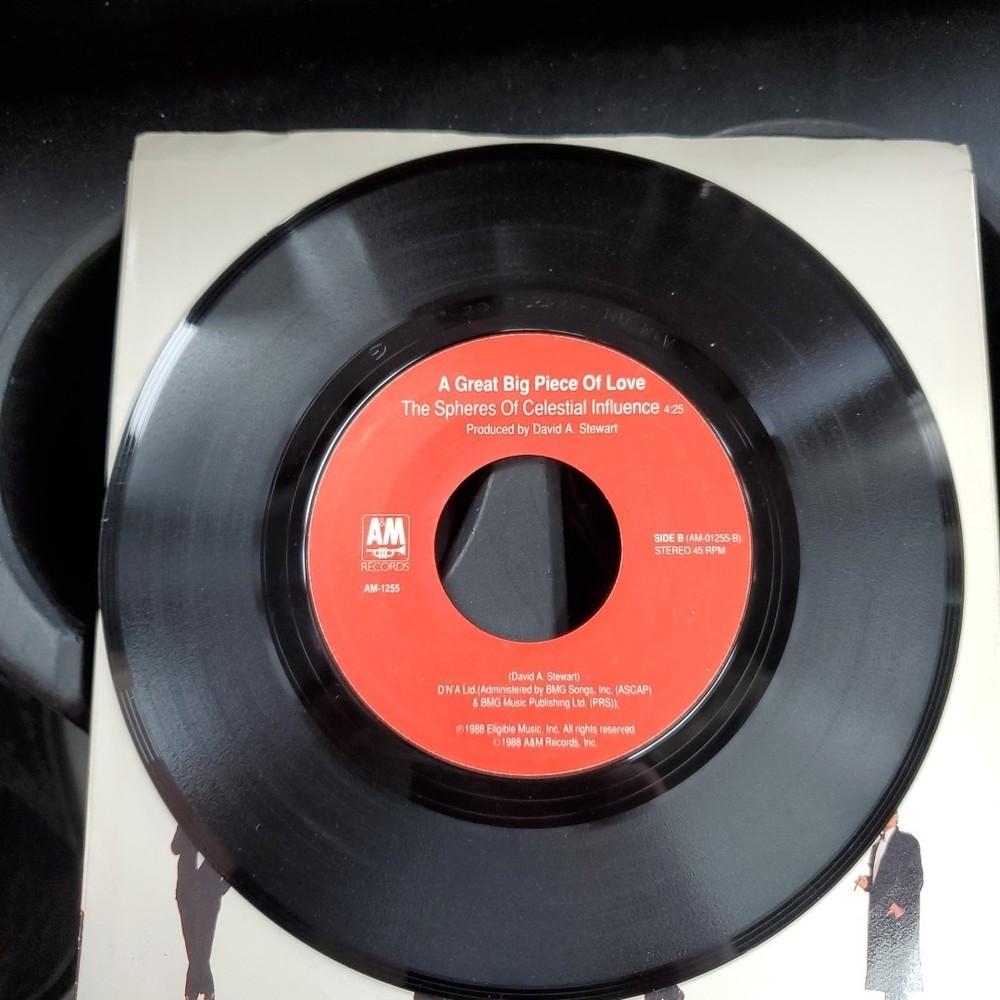 A Great Big Piece Of Love
The Spheres Of Celestial Influence 4:25
Produced by David A. Stewart
A&M
RECORDS
AM-1255
SIDE B (AM-01255-B)
STEREO 45 RPM
(David A. Stewart)
D'N'A Ltd.(Administered by BMG Songs, Inc. (ASCAP)
& BMG Music Publishing Ltd. (PRS)),
℗1988 Eligible Music, Inc. All rights reserved
©1988 A&M Records, Inc.